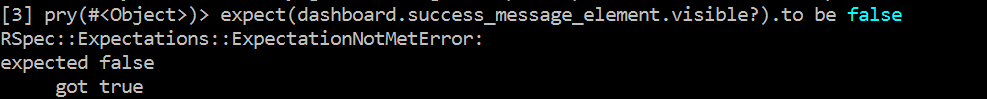 [3] pry(#<Object>)> expect(dashboard.success_message_element.visible?).to be false
RSpec::Expectations::ExpectationNotMetError:
expected false
     got true